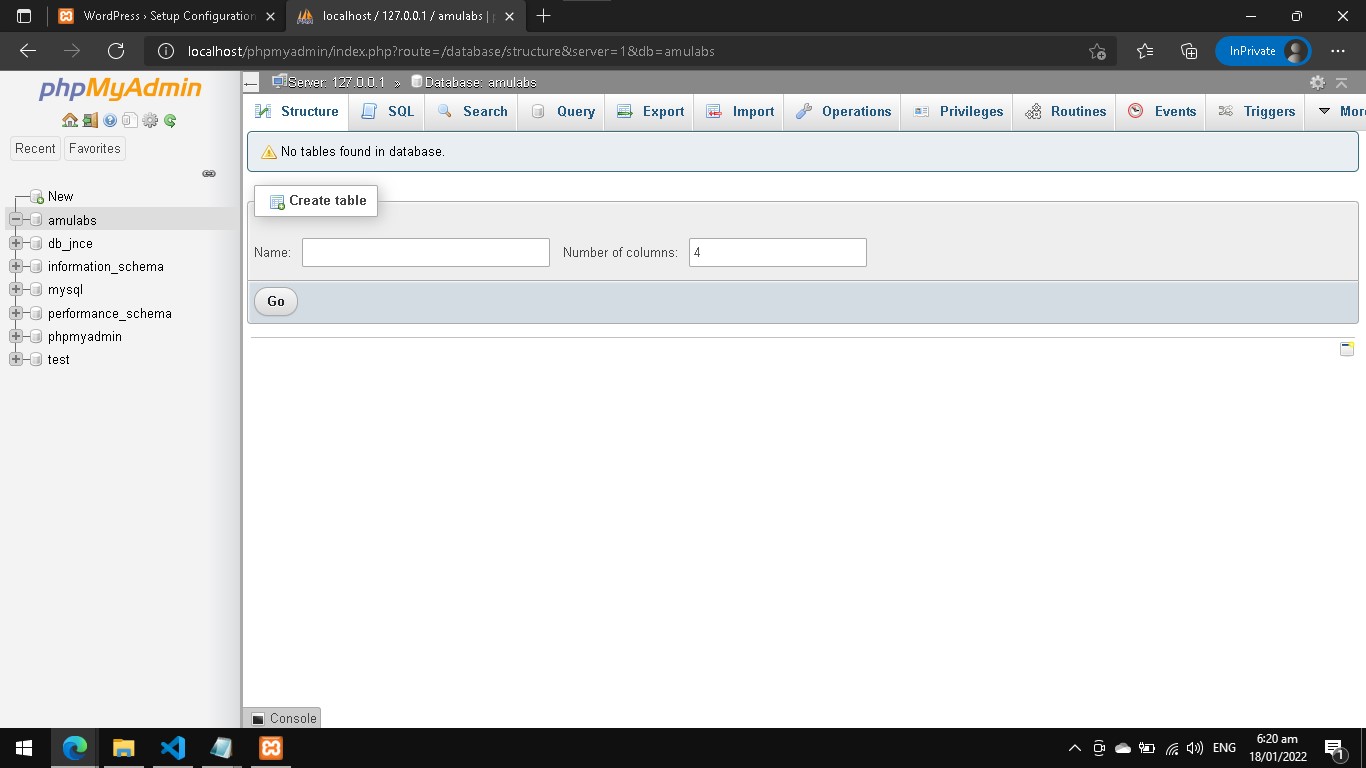 WordPress › Setup Configuration
localhost / 127.0.0.1 / amulabs |
localhost/phpmyadmin/index.php?route=/database/structure&server=1&db=amulabs
InPrivate
phpMyAdmin
Recent
Favorites
New
amulabs
db_jnce
information_schema
mysql
performance_schema
phpmyadmin
test
Server: 127.0.0.1 » Database: amulabs
Structure
SQL
Search
Query
Export
Import
Operations
Privileges
Routines
Events
Triggers
More
No tables found in database.
Create table
Name:
Number of columns: 4
Go
Console
ENG
6:20 am
18/01/2022
1